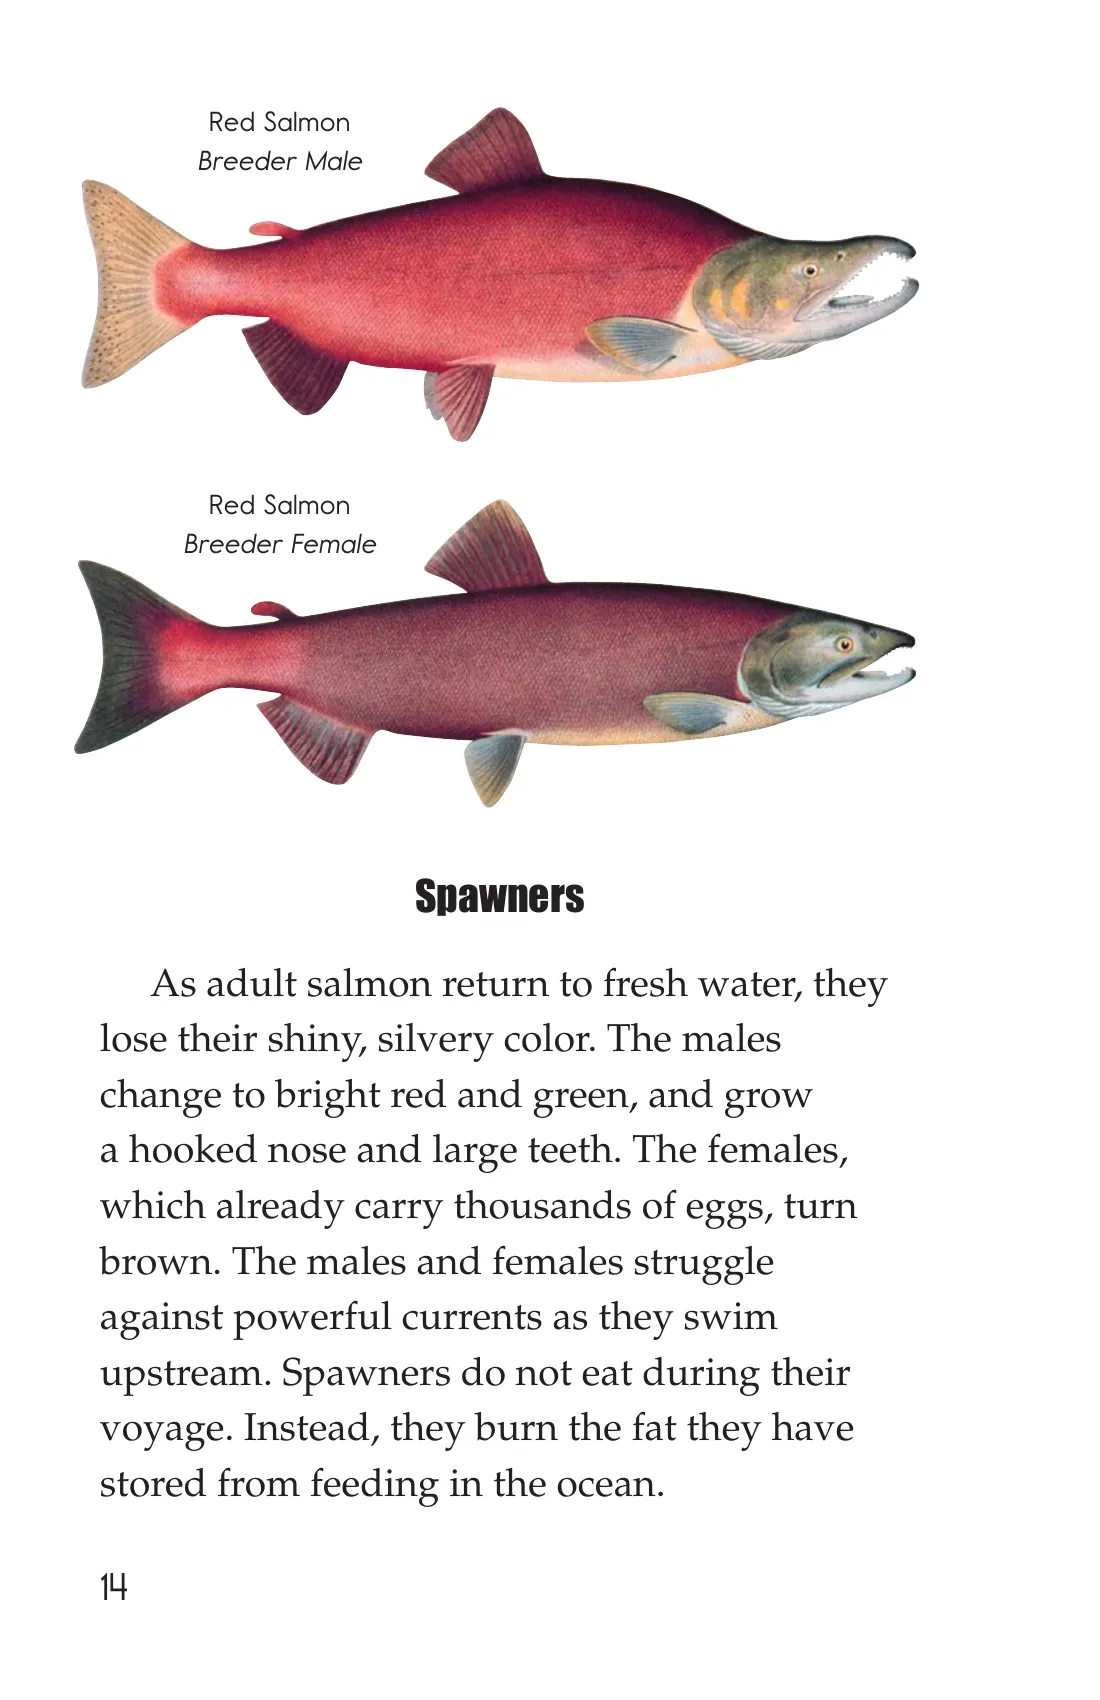 Red Salmon
Breeder Male
Red Salmon
Breeder Female
Spawners
As adult salmon return to fresh water, they
lose their shiny, silvery color. The males
change to bright red and green, and grow
a hooked nose and large teeth. The females,
which already carry thousands of eggs, turn
brown. The males and females struggle
against powerful currents as they swim
upstream. Spawners do not eat during their
voyage. Instead, they burn the fat they have
stored from feeding in the ocean.
14